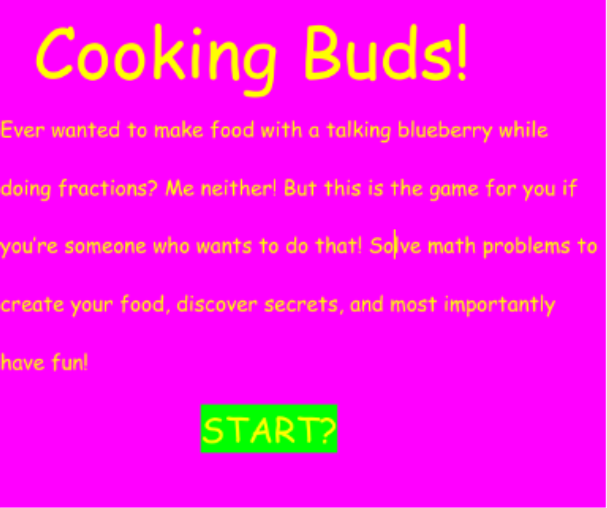 Cooking Buds!
Ever wanted to make food with a talking blueberry while
doing fractions? Me neither! But this is the game for you if
you're someone who wants to do that! Solve math problems to
create your food, discover secrets, and most importantly
have fun!
START?